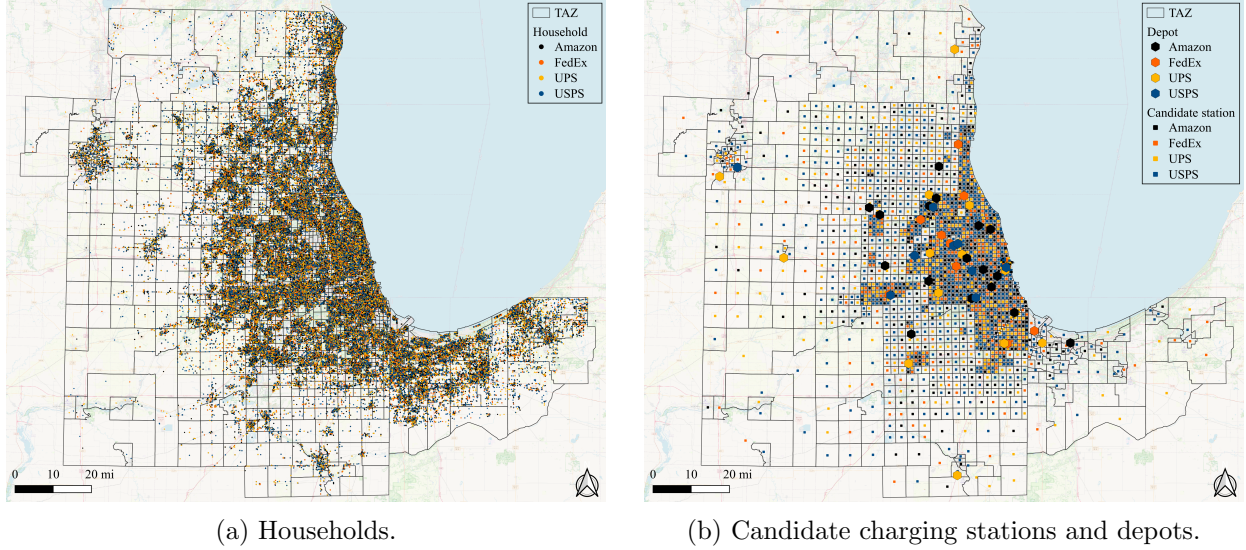 TAZ
Household
Amazon
FedEx
UPS
USPS
0 10 20 mi
(a) Households.
TAZ
Depot
Amazon
FedEx
UPS
USPS
Candidate station
Amazon
FedEx
UPS
USPS
0 10 20 mi
(b) Candidate charging stations and depots.